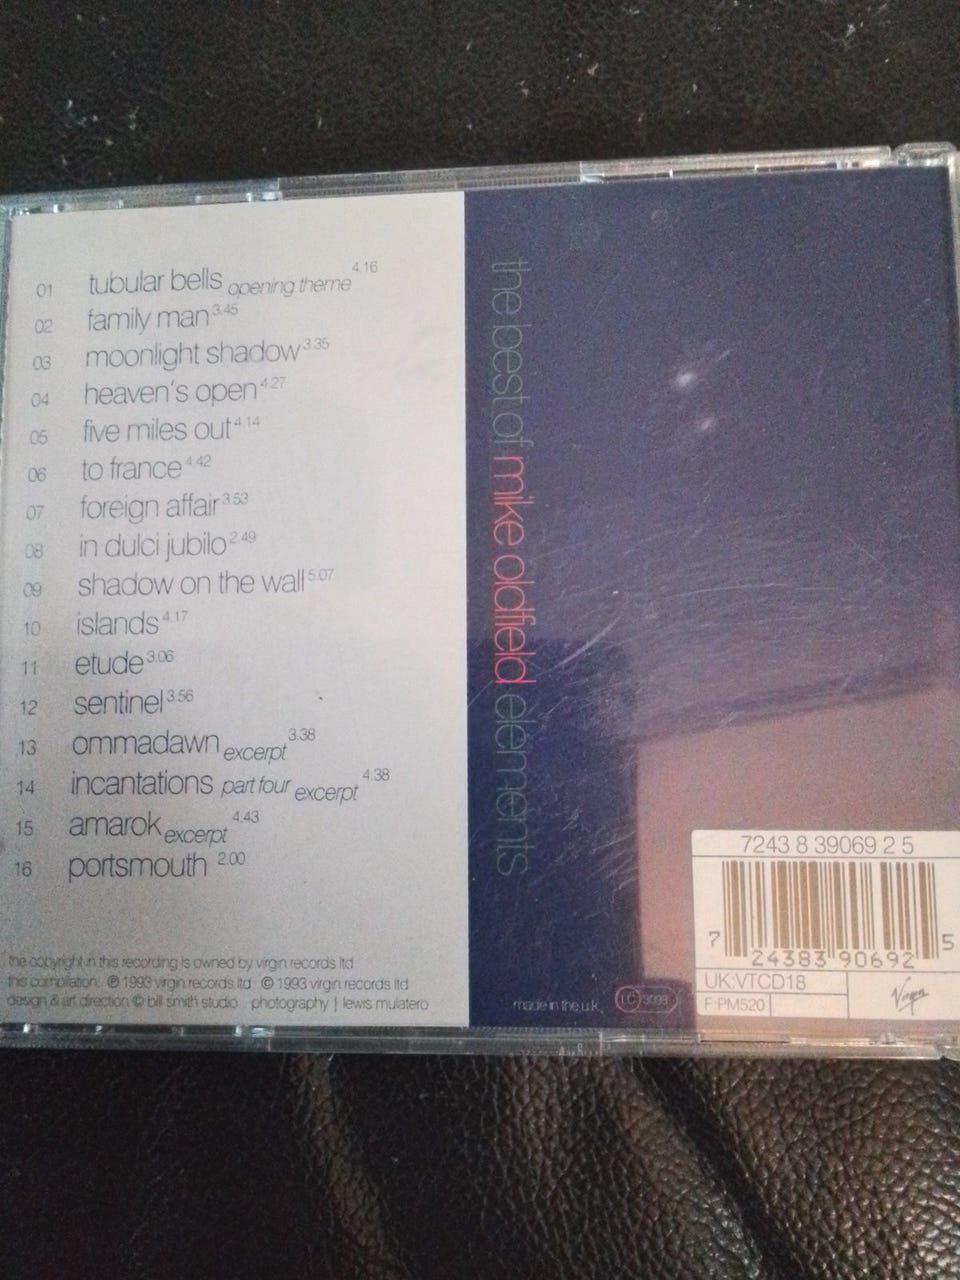 01 tubular bells opening theme 4.16
02 family man 3.45
03 moonlight shadow 3.35
04 heaven's open 4.27
05 five miles out 4.14
06 to france 4.42
07 foreign affair 3.53
08 in dulci jubilo 2.49
09 shadow on the wall 5.07
10 islands 4.17
11 etude 3.06
12 sentinel 3.56
13 ommadawn excerpt 3.38
14 incantations part four excerpt 4.38
15 amarok excerpt 4.43
16 portsmouth 2.00
the copyright in this recording is owned by virgin records ltd
this compilation ℗ 1993 virgin records ltd © 1993 virgin records ltd
design & art direction © bill smith studio photography | lewis mulatero
the best of mike oldfield elements
made in the u.k.
LC 3098
7243 8 39069 2 5
7 24383 90692 5
UK:VTCD18
F:PM520
Virgin